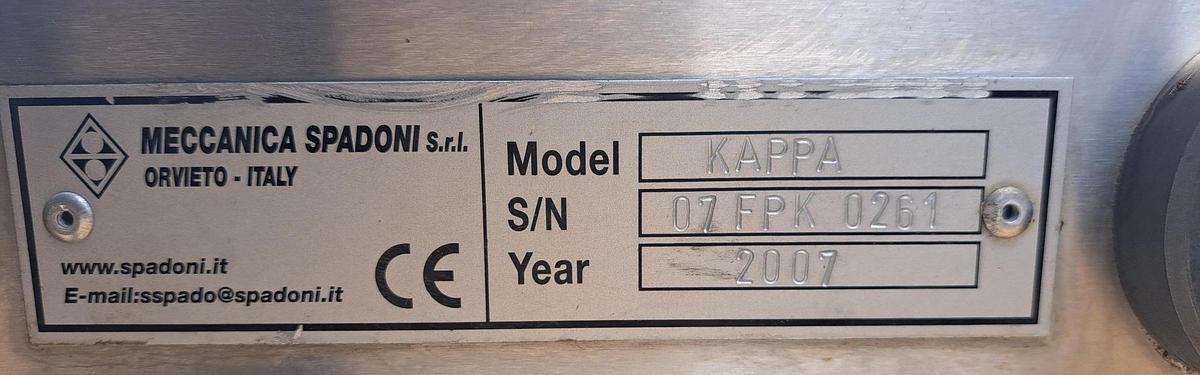 MECCANICA SPADONI S.r.l.
ORVIETO - ITALY
www.spadoni.it
E-mail:sspado@spadoni.it
CE
Model KAPPA
S/N 07 FPK 0261
Year 2007